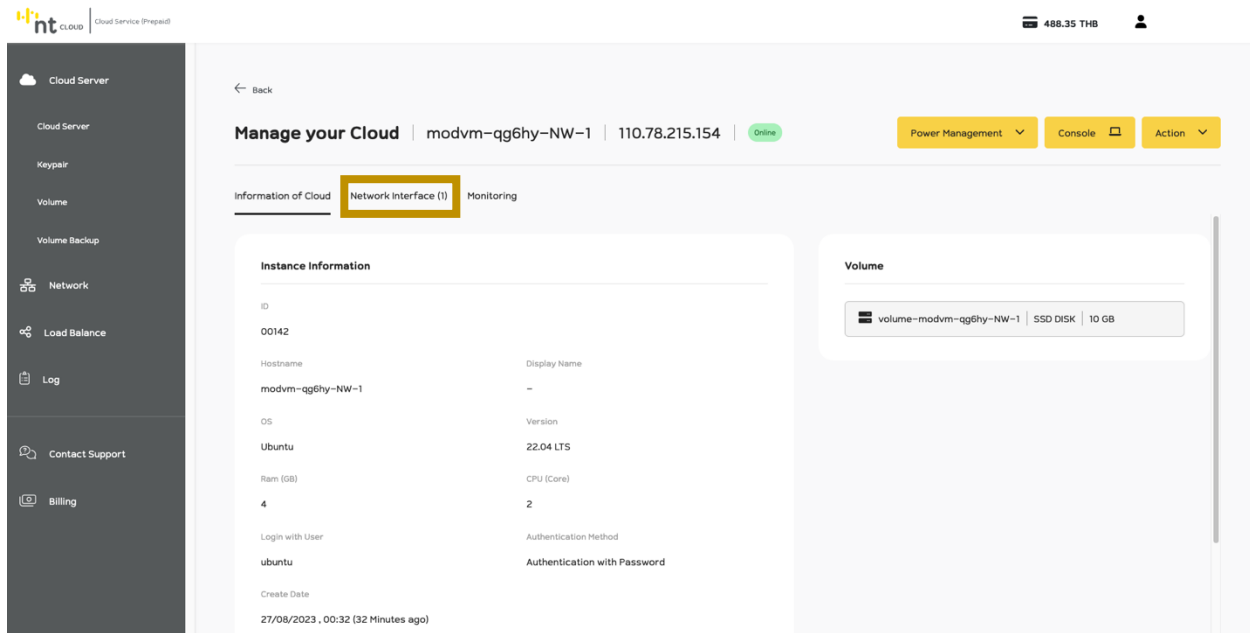 nt CLOUD Cloud Service (Prepaid)
488.35 THB
Cloud Server
Cloud Server
Keypair
Volume
Volume Backup
Network
Load Balance
Log
Contact Support
Billing
Back
Manage your Cloud modvm-qg6hy-NW-1 110.78.215.154 Online
Power Management Console Action
Information of Cloud Network Interface (1) Monitoring
Instance Information
ID
00142
Hostname Display Name
modvm-qg6hy-NW-1 -
OS Version
Ubuntu 22.04 LTS
Ram (GB) CPU (Core)
4 2
Login with User Authentication Method
ubuntu Authentication with Password
Create Date
27/08/2023 , 00:32 (32 Minutes ago)
Volume
volume-modvm-qg6hy-NW-1 SSD DISK 10 GB